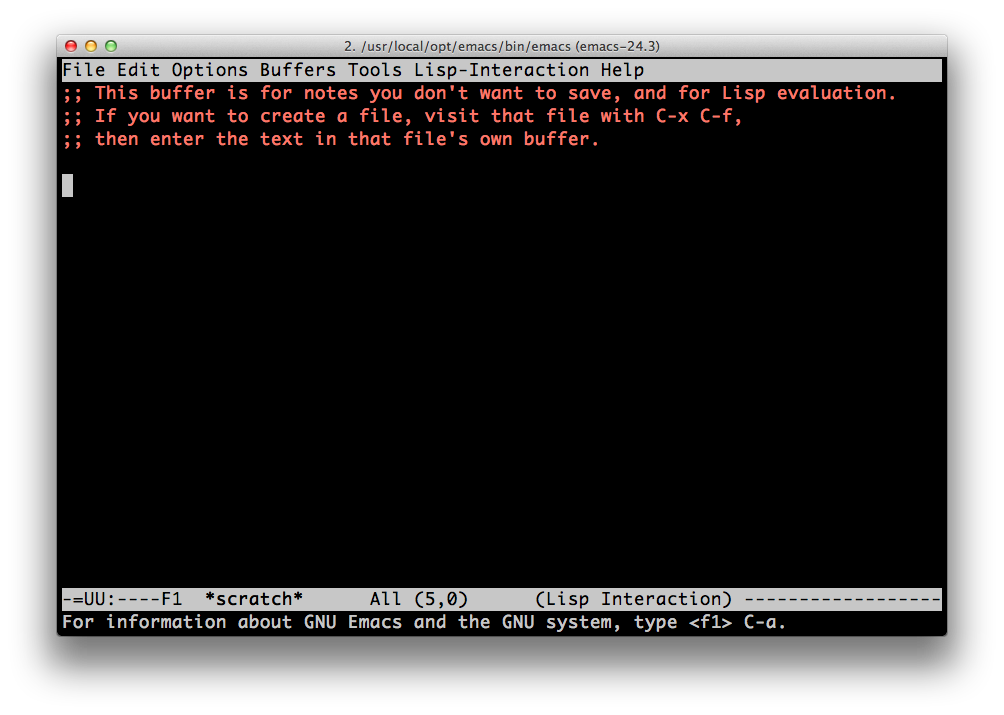 2. /usr/local/opt/emacs/bin/emacs (emacs-24.3)
File Edit Options Buffers Tools Lisp-Interaction Help
;; This buffer is for notes you don't want to save, and for Lisp evaluation.
;; If you want to create a file, visit that file with C-x C-f,
;; then enter the text in that file's own buffer.
-=UU:----F1  *scratch*      All (5,0)      (Lisp Interaction) ------------------
For information about GNU Emacs and the GNU system, type <f1> C-a.